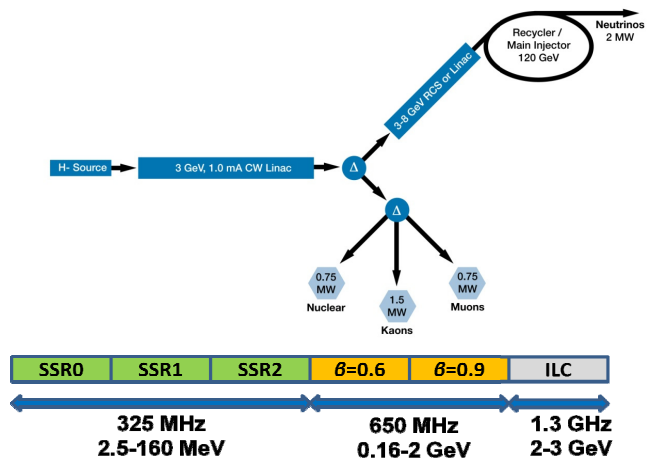 Neutrinos
2 MW
Recycler /
Main Injector
120 GeV
3-8 GeV RCS or Linac
H- Source
3 GeV, 1.0 mA CW Linac
Δ
Δ
0.75
MW
Nuclear
1.5
MW
Kaons
0.75
MW
Muons
SSR0 SSR1 SSR2 β=0.6 β=0.9 ILC
325 MHz 650 MHz 1.3 GHz
2.5-160 MeV 0.16-2 GeV 2-3 GeV